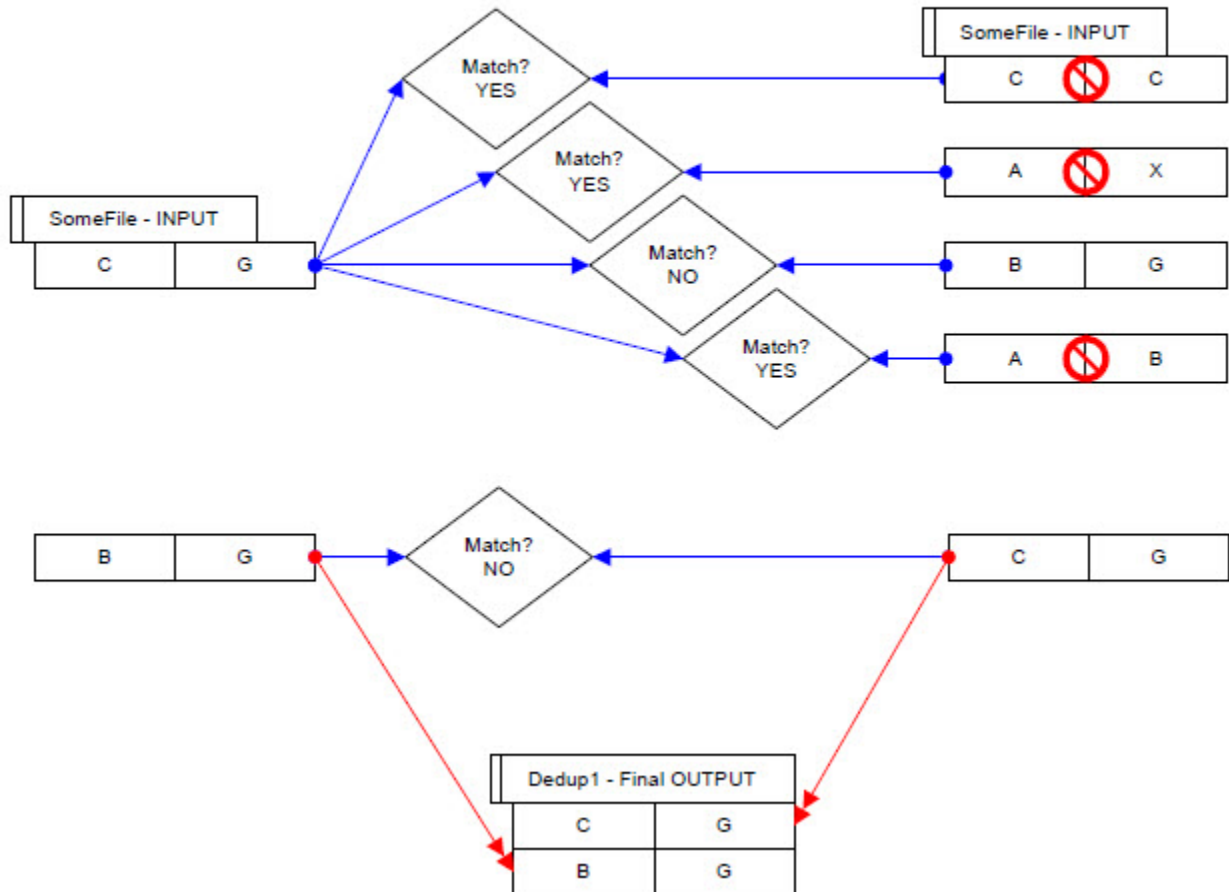 SomeFile - INPUT
Match?
YES
C C
Match?
YES
A X
SomeFile - INPUT
C G
Match?
NO
B G
Match?
YES
A B
B G
Match?
NO
C G
Dedup1 - Final OUTPUT
C G
B G